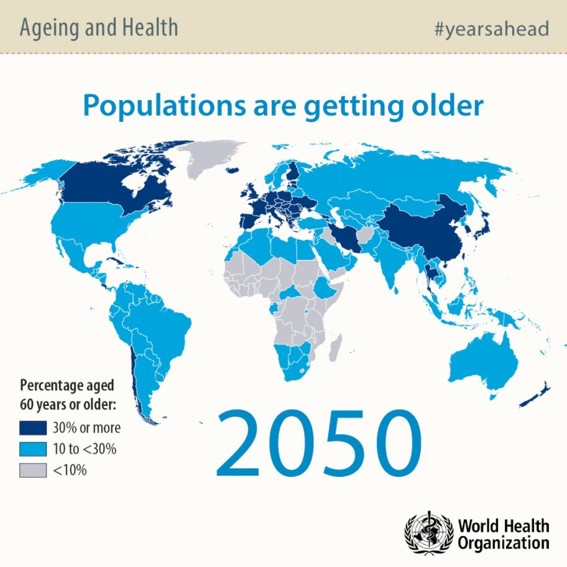 Ageing and Health
#yearsahead
Populations are getting older
Percentage aged
60 years or older:
30% or more
10 to <30%
<10%
2050
World Health
Organization